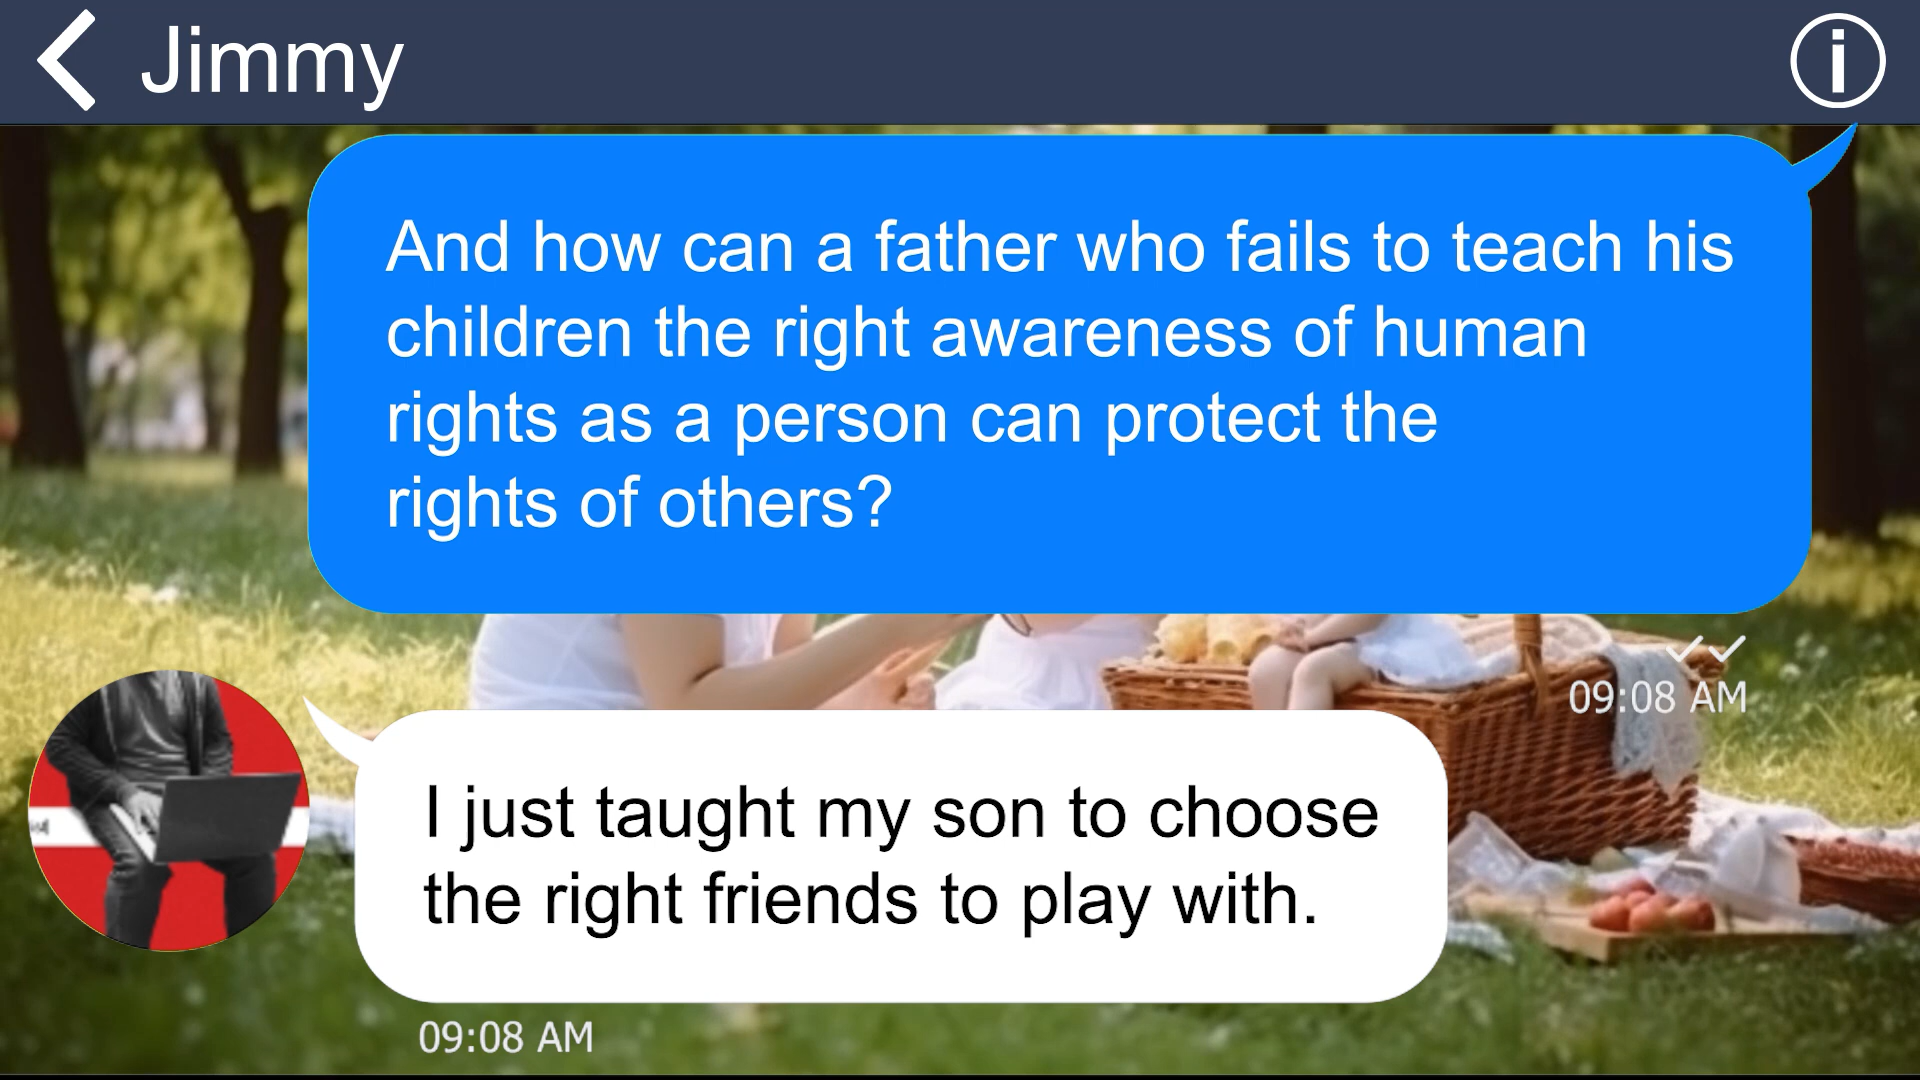 Jimmy
And how can a father who fails to teach his
children the right awareness of human
rights as a person can protect the
rights of others?
09:08 AM
I just taught my son to choose
the right friends to play with.
09:08 AM